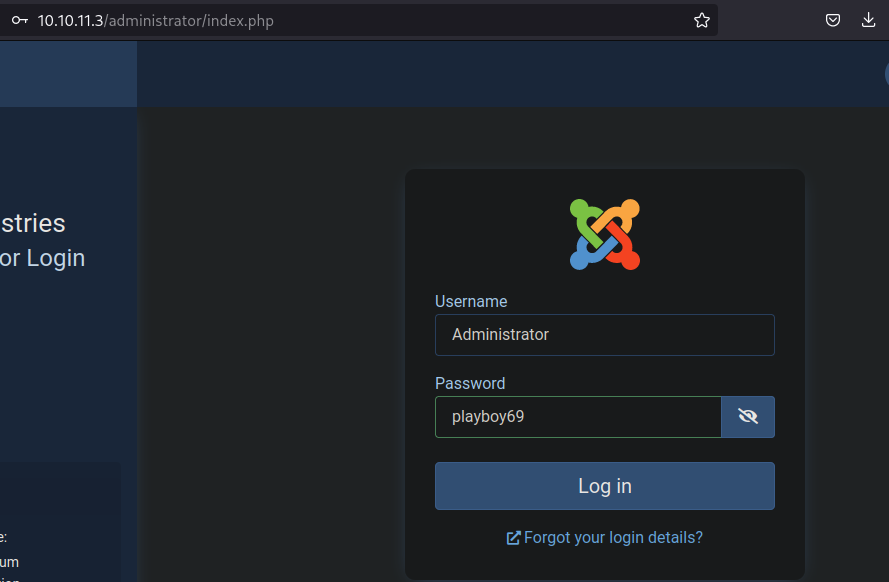 10.10.11.3/administrator/index.php
stries
or Login
Username
Administrator
Password
playboy69
Log in
Forgot your login details?
e:
um